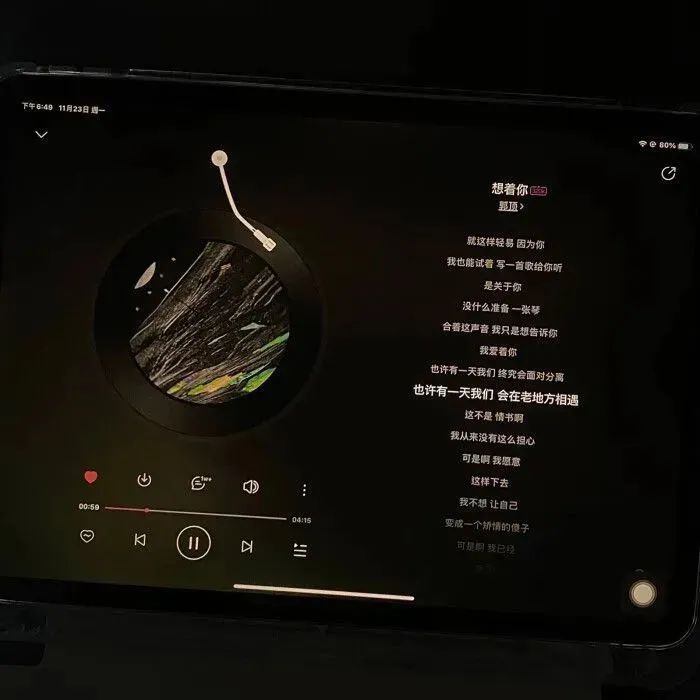 下午6:49 11月23日 週一
80%
想着你
郭顶
就这样轻易 因为你
我也能试着 写一首歌给你听
是关于你
没什么准备 一张琴
合着这声音 我只是想告诉你
我爱着你
也许有一天我们 终究会面对分离
也许有一天我们 会在老地方相遇
这不是 情书啊
我从来没有这么担心
可是啊 我愿意
这样下去
我不想 让自己
变成一个矫情的傻子
可是啊 我已经
1w+
00:59
04:15